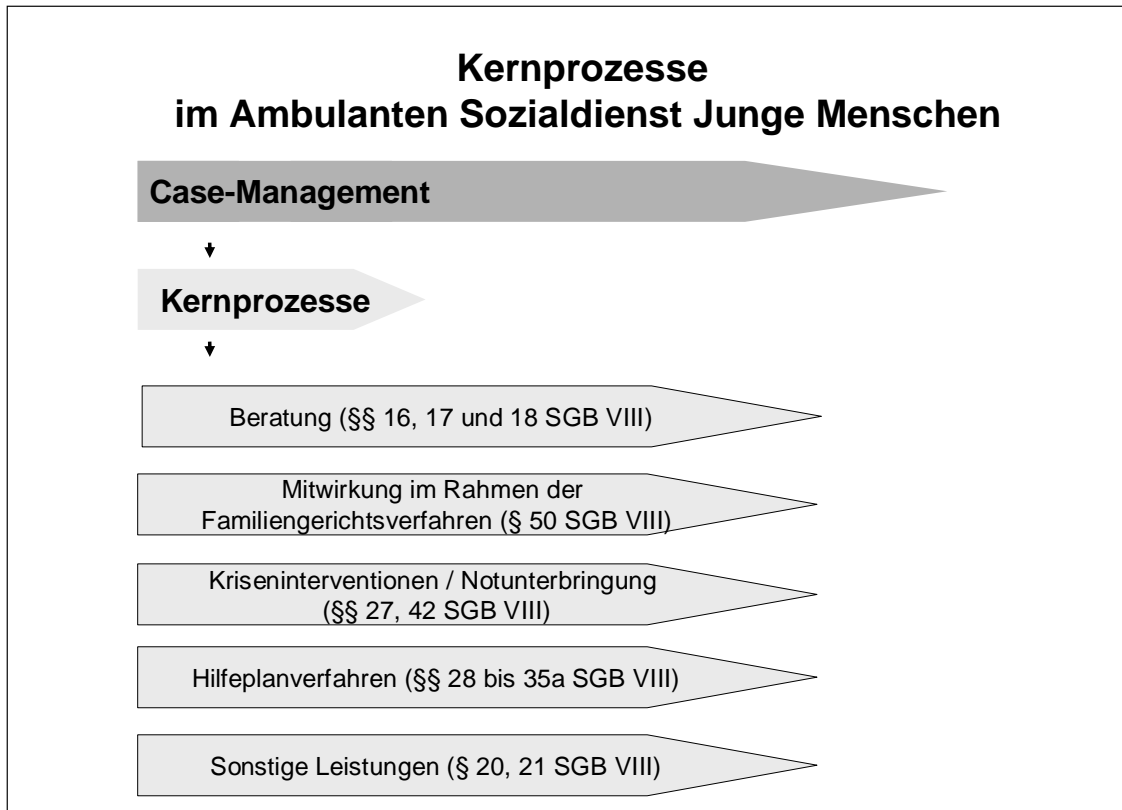 Kernprozesse
im Ambulanten Sozialdienst Junge Menschen
Case-Management
Kernprozesse
Beratung (§§ 16, 17 und 18 SGB VIII)
Mitwirkung im Rahmen der
Familiengerichtsverfahren (§ 50 SGB VIII)
Kriseninterventionen / Notunterbringung
(§§ 27, 42 SGB VIII)
Hilfeplanverfahren (§§ 28 bis 35a SGB VIII)
Sonstige Leistungen (§ 20, 21 SGB VIII)